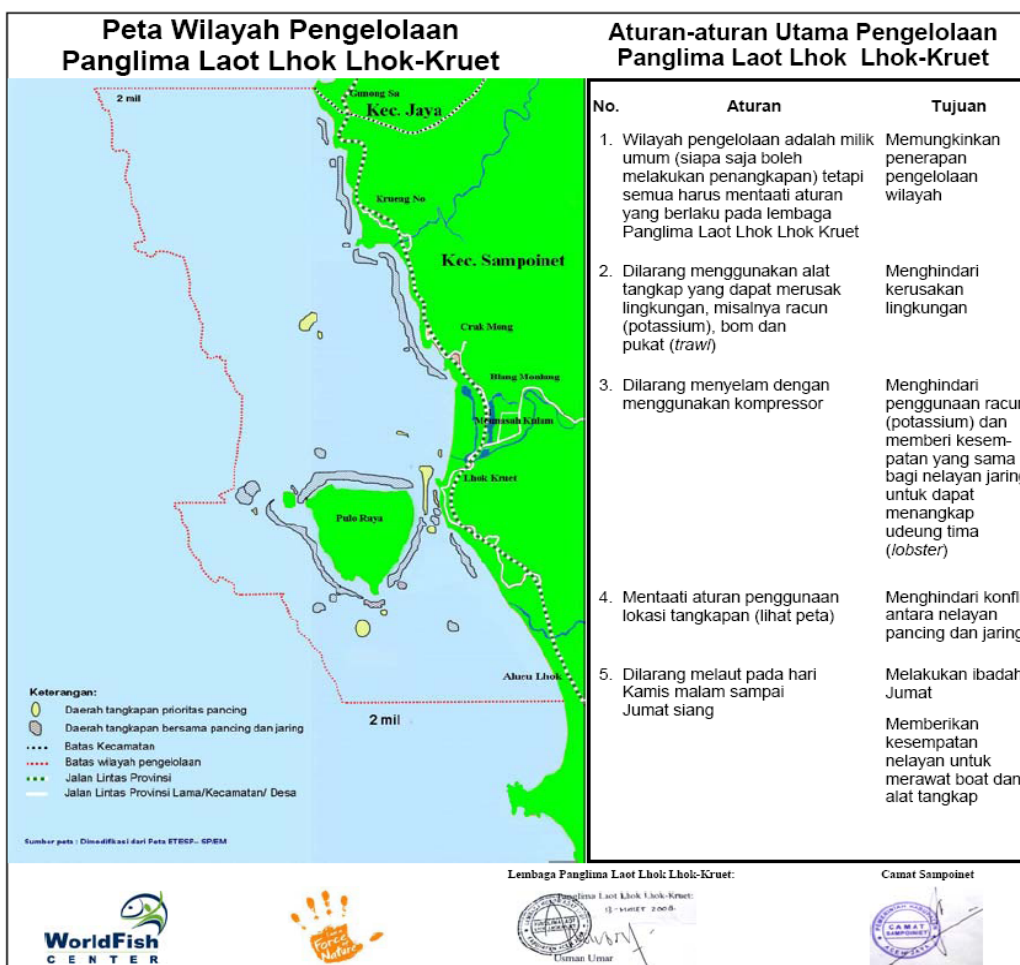 Peta Wilayah Pengelolaan
Panglima Laot Lhok Lhok-Kruet
2 mil
Gunong Sa
Kec. Jaya
Krueng No
Kec. Sampoinet
Crak Mong
Blang Monlung
Meunasah Kulam
Lhok Kruet
Pulo Raya
Alueu Lhok
2 mil
Keterangan:
Daerah tangkapan prioritas pancing
Daerah tangkapan bersama pancing dan jaring
Batas Kecamatan
Batas wilayah pengelolaan
Jalan Lintas Provinsi
Jalan Lintas Provinsi Lama/Kecamatan/ Desa
Sumber peta : Dimodifikasi dari Peta ETESP– SP/EM
Aturan-aturan Utama Pengelolaan
Panglima Laot Lhok Lhok-Kruet
No. Aturan Tujuan
1. Wilayah pengelolaan adalah milik
umum (siapa saja boleh
melakukan penangkapan) tetapi
semua harus mentaati aturan
yang berlaku pada lembaga
Panglima Laot Lhok Lhok Kruet
Memungkinkan
penerapan
pengelolaan
wilayah
2. Dilarang menggunakan alat
tangkap yang dapat merusak
lingkungan, misalnya racun
(potassium), bom dan
pukat (trawl)
Menghindari
kerusakan
lingkungan
3. Dilarang menyelam dengan
menggunakan kompressor
Menghindari
penggunaan racun
(potassium) dan
memberi kesem-
patan yang sama
bagi nelayan jaring
untuk dapat
menangkap
udeung tima
(lobster)
4. Mentaati aturan penggunaan
lokasi tangkapan (lihat peta)
Menghindari konfli
antara nelayan
pancing dan jaring
5. Dilarang melaut pada hari
Kamis malam sampai
Jumat siang
Melakukan ibadah
Jumat
Memberikan
kesempatan
nelayan untuk
merawat boat dan
alat tangkap
WorldFish
CENTER
Force
of
Nature
Lembaga Panglima Laot Lhok Lhok-Kruet:
Panglima Laot Lhok Lhok-Kruet:
Usman Umar
Camat Sampoinet
CAMAT
SAMPOINET